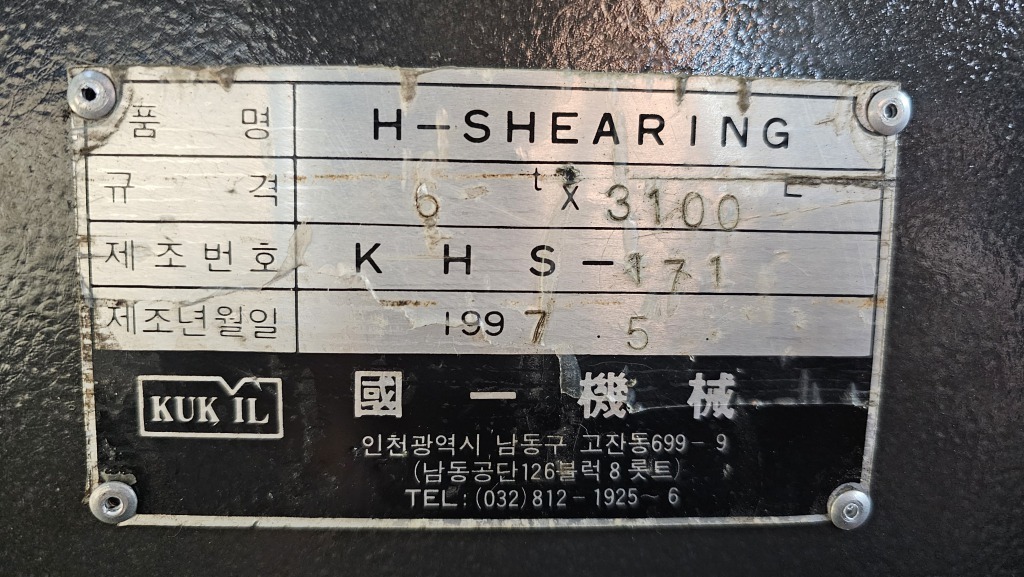 품 명 H-SHEARING
규 격 6 t x 3100 L
제조번호 K H S-171
제조년월일 1997. 5
KUK IL 國一機械
인천광역시 남동구 고잔동699-9
(남동공단126블럭 8롯트)
TEL:(032)812-1925~6